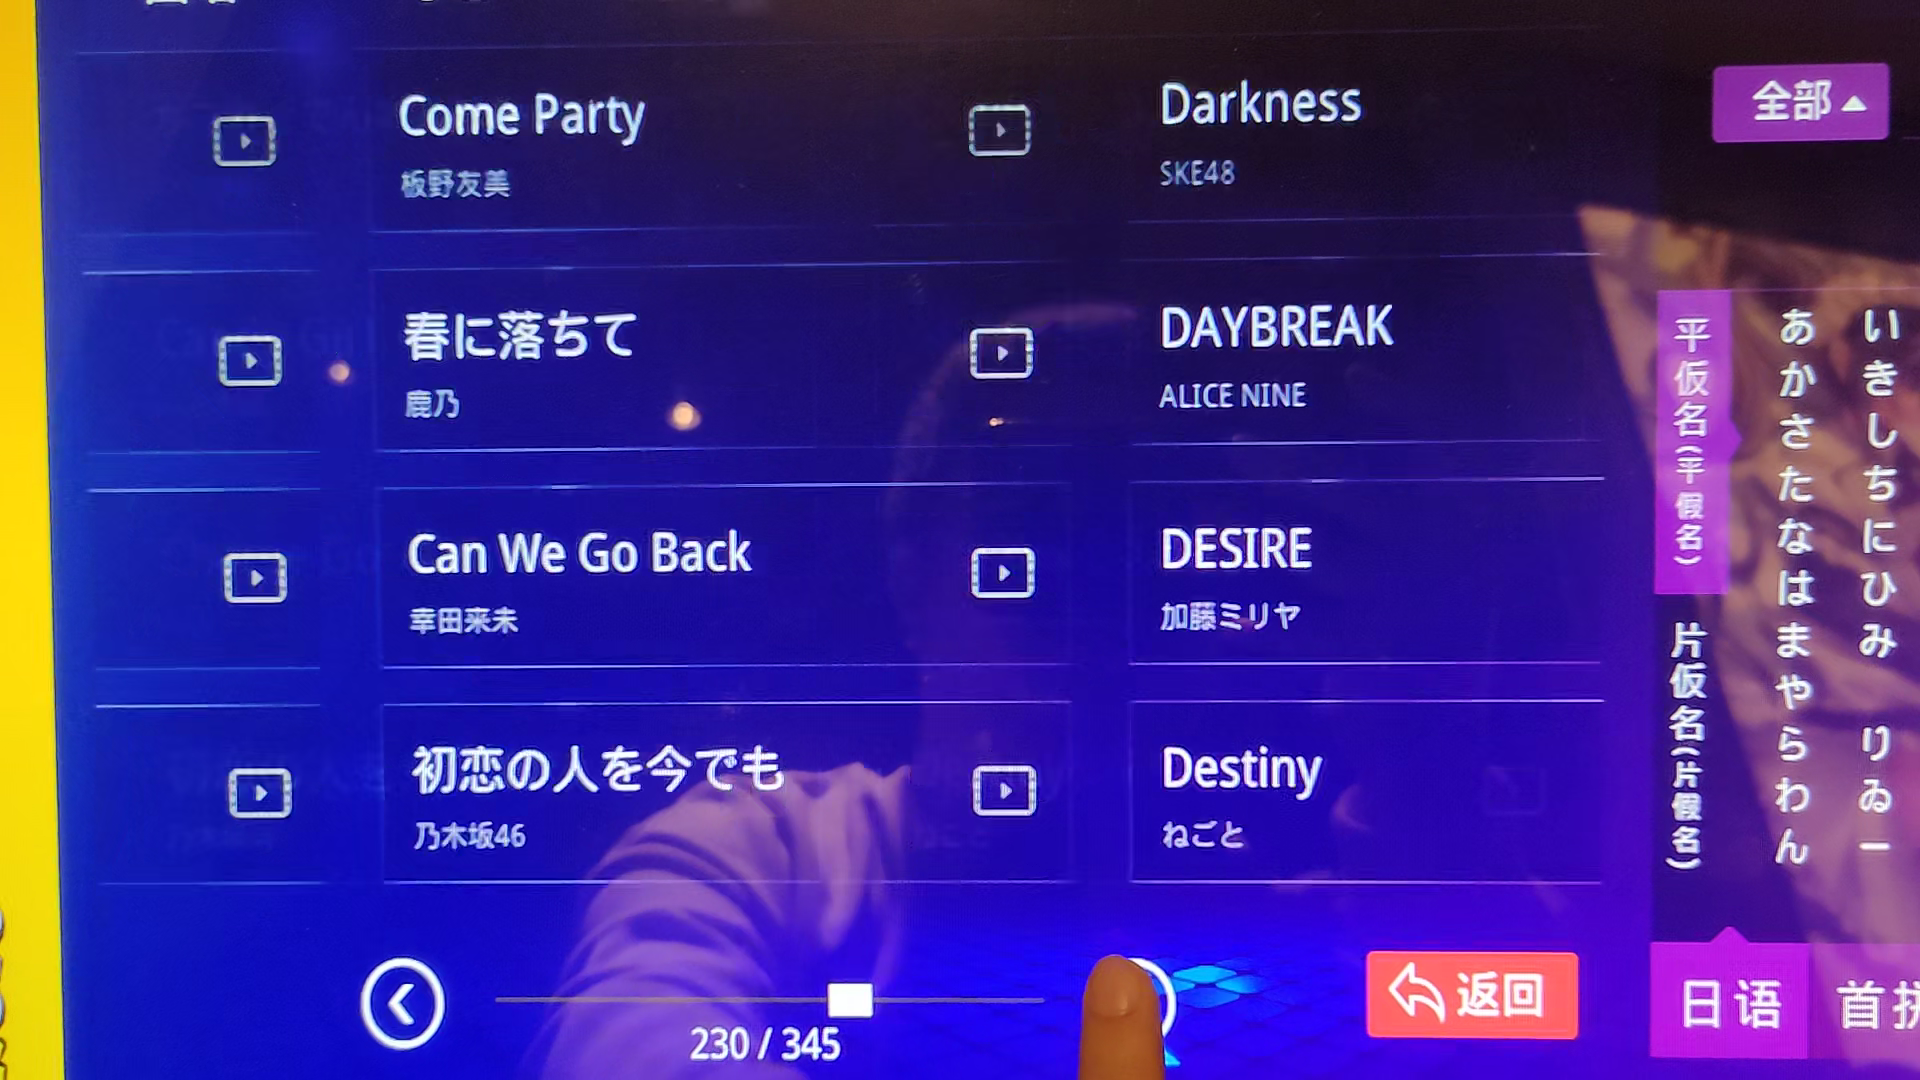 Come Party
板野友美
Darkness
SKE48
春に落ちて
鹿乃
DAYBREAK
ALICE NINE
Can We Go Back
幸田来未
DESIRE
加藤ミリヤ
初恋の人を今でも
乃木坂46
Destiny
ねごと
230 / 345
返回
全部
平仮名(平假名)
片仮名(片假名)
あかさたなはまやらわん
いきしちにひみ りゐー
日语
首拼